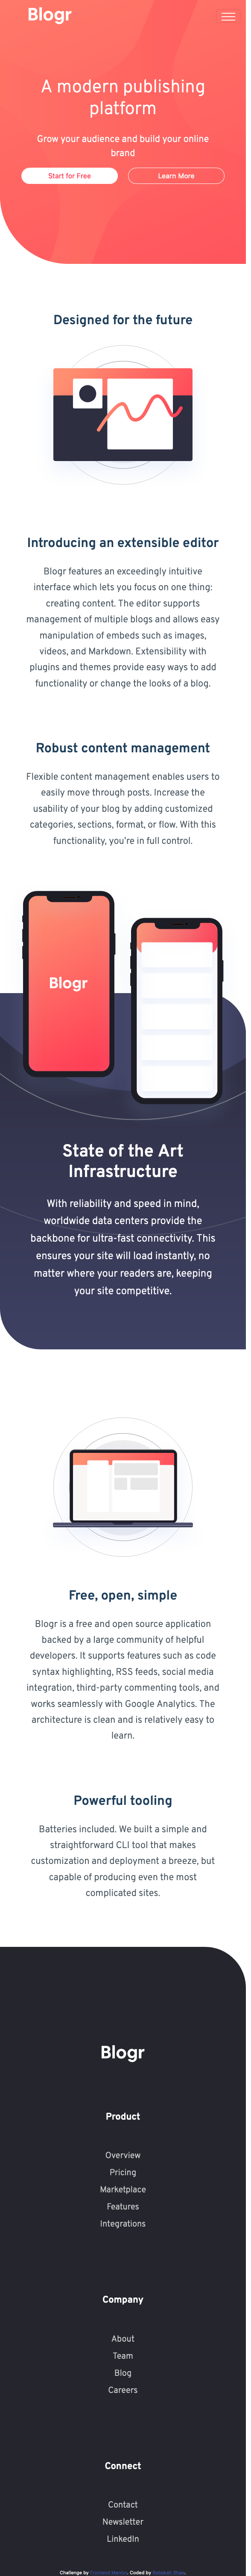 Blogr
A modern publishing
platform
Grow your audience and build your online
brand
Start for Free
Learn More
Designed for the future
Introducing an extensible editor
Blogr features an exceedingly intuitive
interface which lets you focus on one thing:
creating content. The editor supports
management of multiple blogs and allows easy
manipulation of embeds such as images,
videos, and Markdown. Extensibility with
plugins and themes provide easy ways to add
functionality or change the looks of a blog.
Robust content management
Flexible content management enables users to
easily move through posts. Increase the
usability of your blog by adding customized
categories, sections, format, or flow. With this
functionality, you're in full control.
Blogr
State of the Art
Infrastructure
With reliability and speed in mind,
worldwide data centers provide the
backbone for ultra-fast connectivity. This
ensures your site will load instantly, no
matter where your readers are, keeping
your site competitive.
Free, open, simple
Blogr is a free and open source application
backed by a large community of helpful
developers. It supports features such as code
syntax highlighting, RSS feeds, social media
integration, third-party commenting tools, and
works seamlessly with Google Analytics. The
architecture is clean and is relatively easy to
learn.
Powerful tooling
Batteries included. We built a simple and
straightforward CLI tool that makes
customization and deployment a breeze, but
capable of producing even the most
complicated sites.
Blogr
Product
Overview
Pricing
Marketplace
Features
Integrations
Company
About
Team
Blog
Careers
Connect
Contact
Newsletter
LinkedIn
Challenge by Frontend Mentor. Coded by